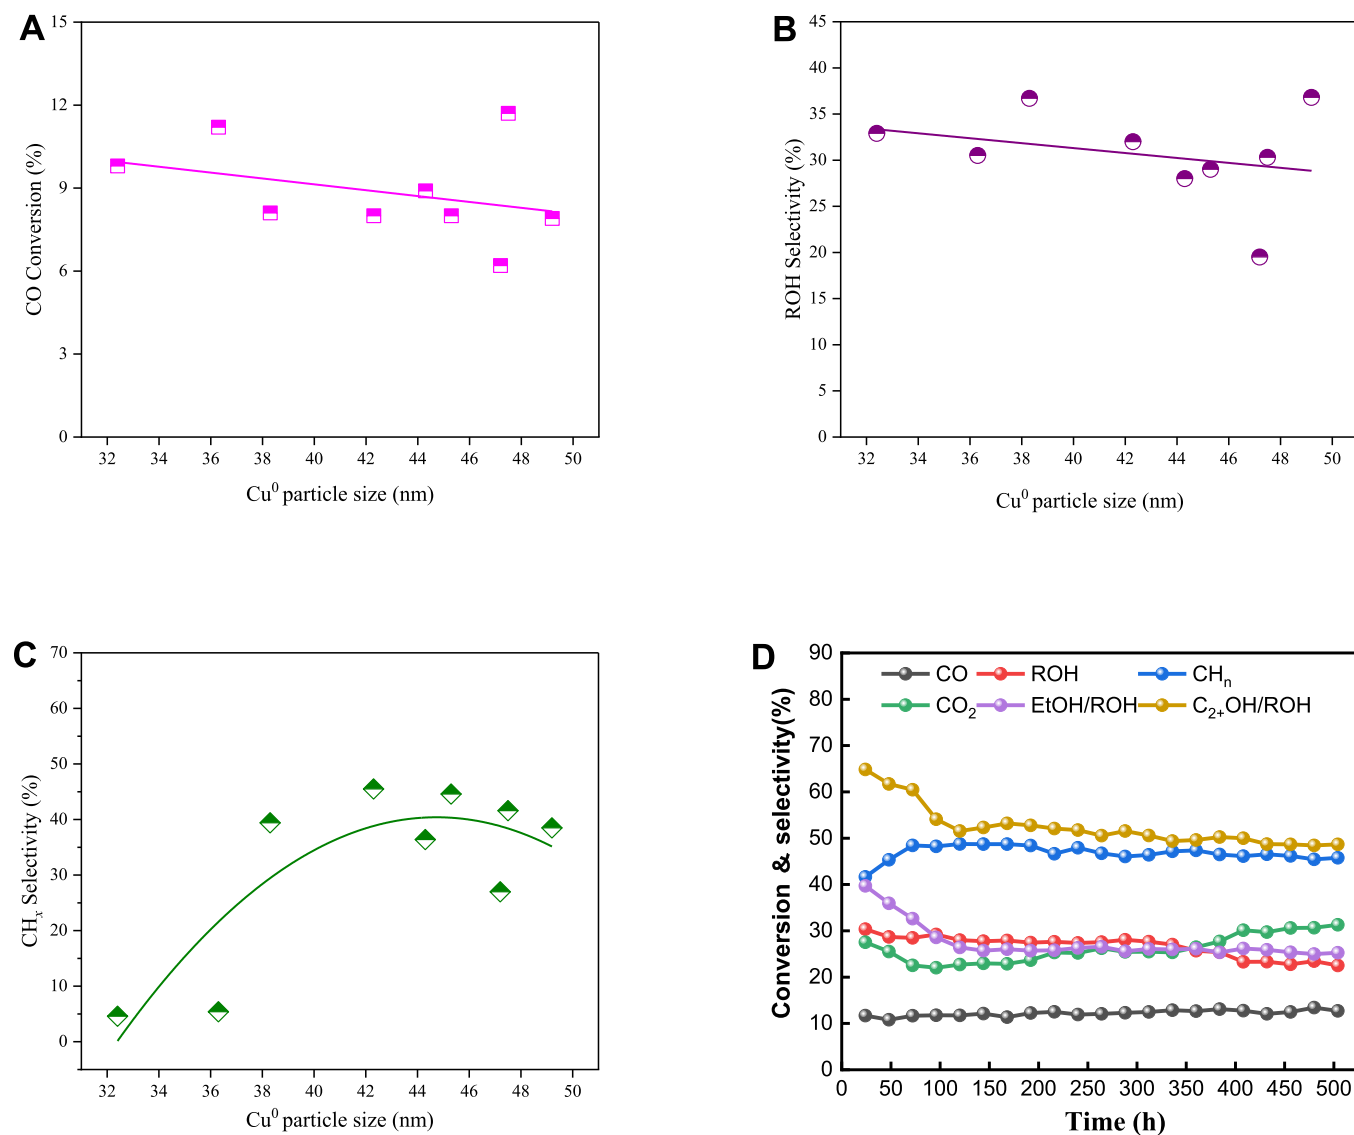 A
CO Conversion (%)
15
12
9
6
3
0
32 34 36 38 40 42 44 46 48 50
Cu⁰ particle size (nm)
B
ROH Selectivity (%)
45
40
35
30
25
20
15
10
5
0
32 34 36 38 40 42 44 46 48 50
Cu⁰ particle size (nm)
C
CHₓ Selectivity (%)
70
60
50
40
30
20
10
0
32 34 36 38 40 42 44 46 48 50
Cu⁰ particle size (nm)
D
Conversion & selectivity(%)
90
80
70
60
50
40
30
20
10
0
CO ROH CHₙ
CO₂ EtOH/ROH C₂₊OH/ROH
0 50 100 150 200 250 300 350 400 450 500
Time (h)